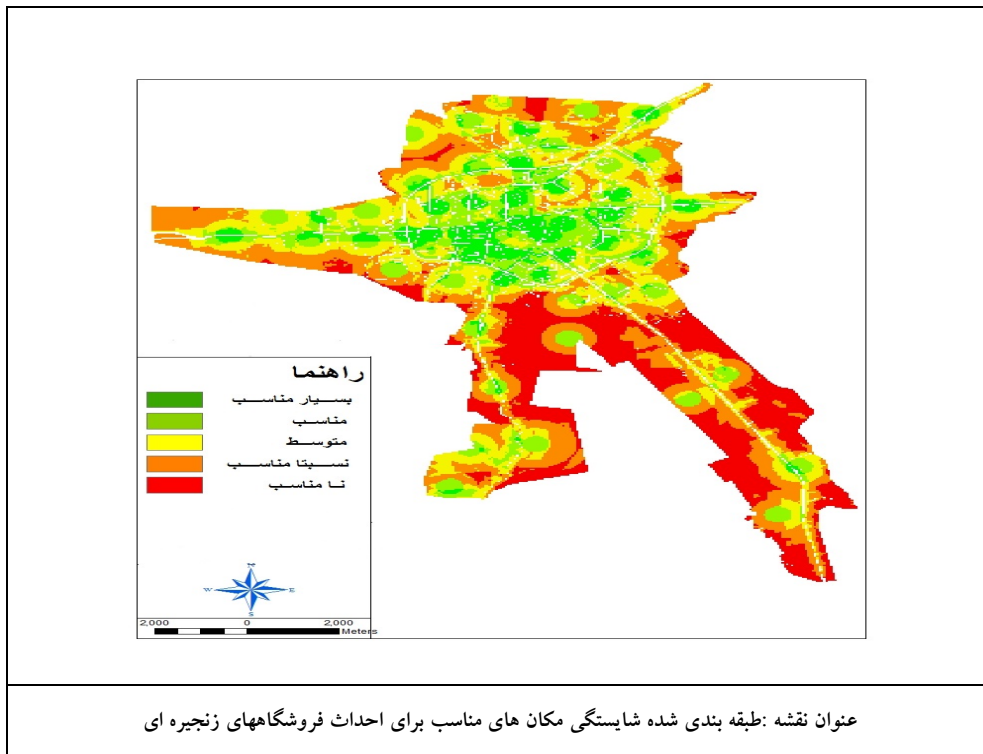 راهنما
بسیار مناسب
مناسب
متوسط
نسبتا مناسب
نا مناسب
N
W E
S
2,000 0 2,000
Meters
عنوان نقشه :طبقه بندی شده شایستگی مکان های مناسب برای احداث فروشگاههای زنجیره ای